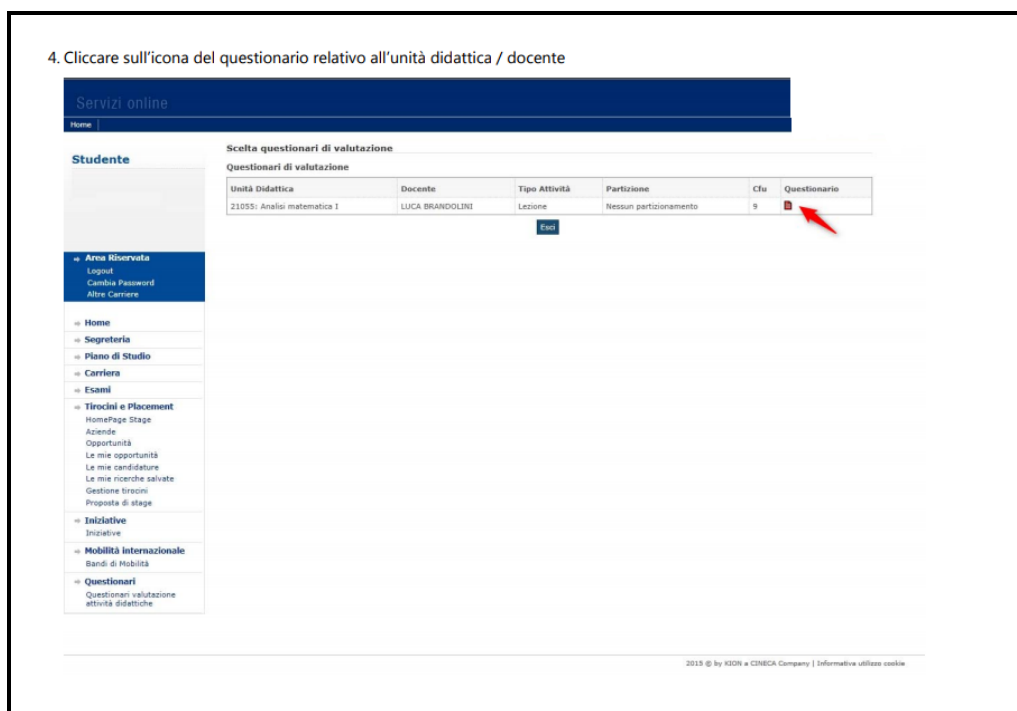 4. Cliccare sull'icona del questionario relativo all'unità didattica / docente
Servizi online
Home
Studente
Scelta questionari di valutazione
Questionari di valutazione
Unità Didattica Docente Tipo Attività Partizione Cfu Questionario
21055: Analisi matematica I LUCA BRANDOLINI Lezione Nessun partizionamento 9
Esci
Area Riservata
Logout
Cambia Password
Altre Carriere
Home
Segreteria
Piano di Studio
Carriera
Esami
Tirocini e Placement
HomePage Stage
Aziende
Opportunità
Le mie opportunità
Le mie candidature
Le mie ricerche salvate
Gestione tirocini
Proposta di stage
Iniziative
Iniziative
Mobilità internazionale
Bandi di Mobilità
Questionari
Questionari valutazione
attività didattiche
2015 © by KION a CINECA Company | Informativa utilizzo cookie